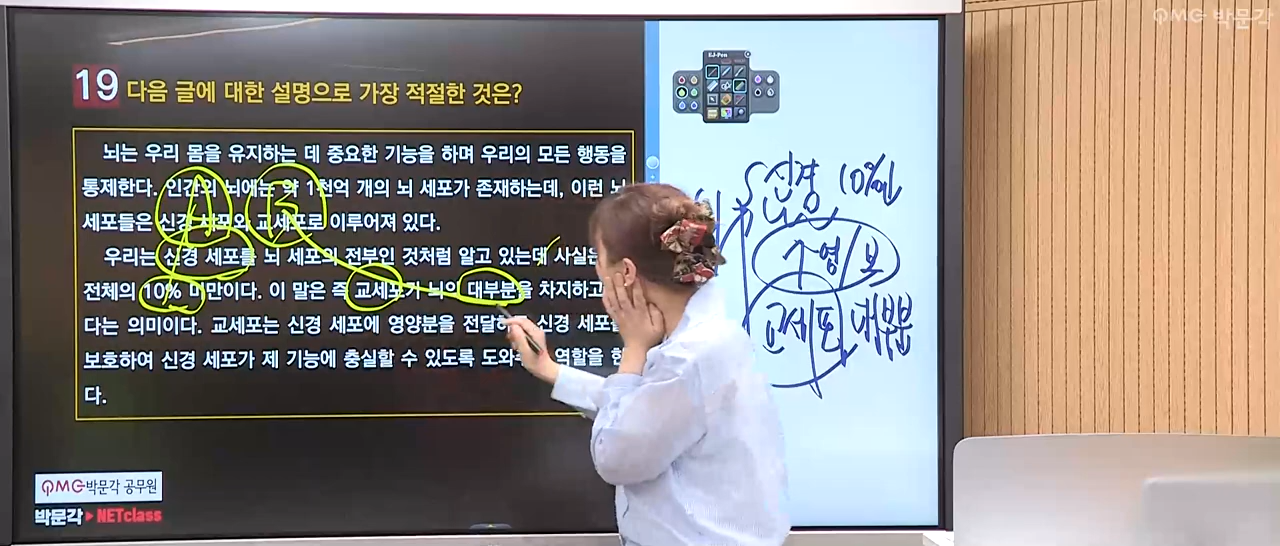 PMG 박문각
EJ-Pen
19 다음 글에 대한 설명으로 가장 적절한 것은?
뇌는 우리 몸을 유지하는 데 중요한 기능을 하며 우리의 모든 행동을
통제한다. 인간의 뇌에는 약 1천억 개의 뇌 세포가 존재하는데, 이런 뇌
세포들은 신경 세포와 교세포로 이루어져 있다.
A B
우리는 신경 세포를 뇌 세포의 전부인 것처럼 알고 있는데 사실은
전체의 10% 미만이다. 이 말은 즉 교세포가 뇌의 대부분을 차지하고
다는 의미이다. 교세포는 신경 세포에 영양분을 전달하고 신경 세포를
보호하여 신경 세포가 제 기능에 충실할 수 있도록 도와주는 역할을 한
다.
신경 10%
영/보
교세포 대부분
PMG 박문각 공무원
박문각 NETclass